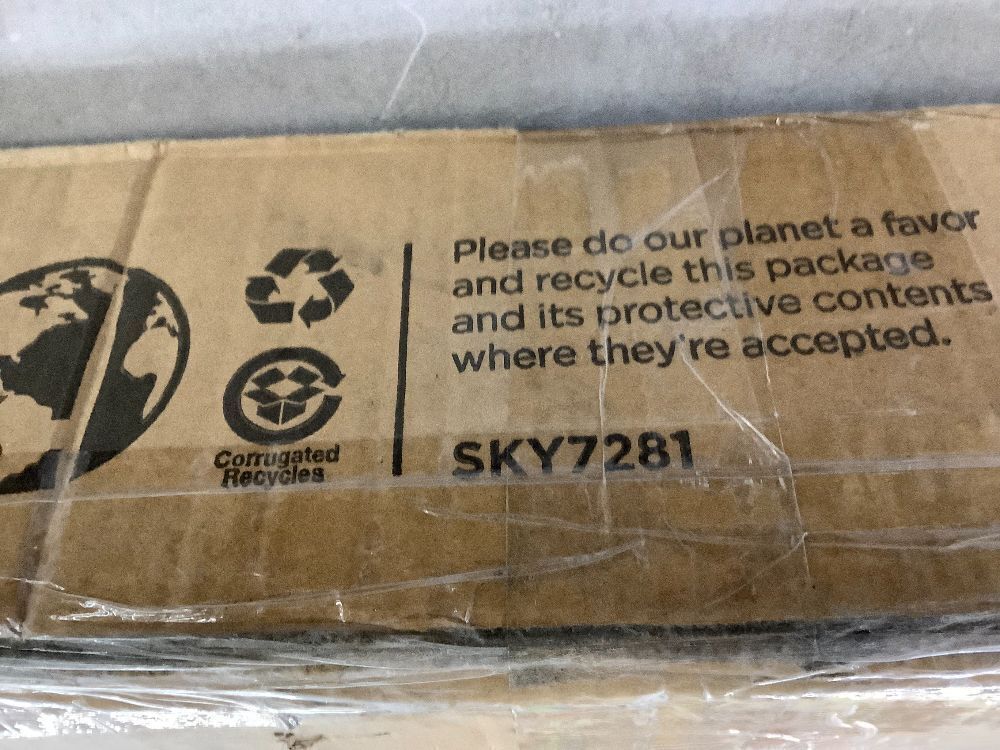 Please do our planet a favor
and recycle this package
and its protective contents
where they're accepted.
SKY7281
Corrugated
Recycles